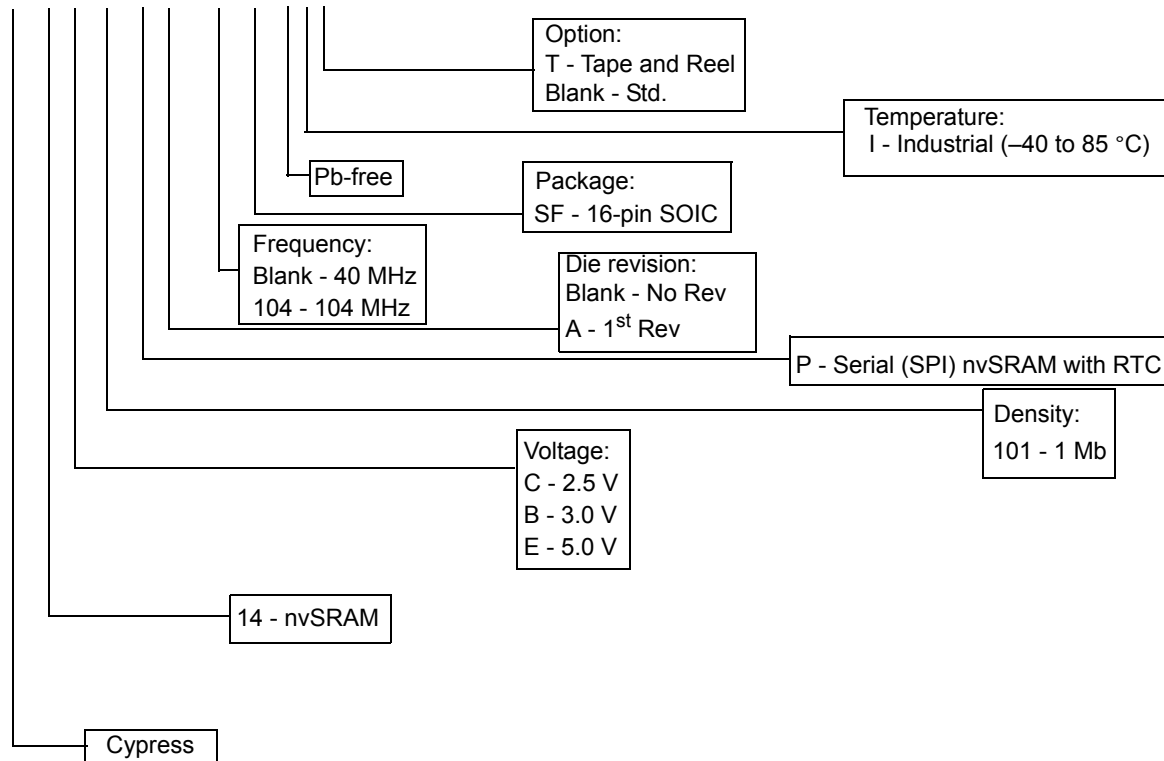 Option:
T - Tape and Reel
Blank - Std.
Temperature:
I - Industrial (–40 to 85 °C)
Pb-free
Package:
SF - 16-pin SOIC
Frequency:
Blank - 40 MHz
104 - 104 MHz
Die revision:
Blank - No Rev
A - 1st Rev
P - Serial (SPI) nvSRAM with RTC
Density:
101 - 1 Mb
Voltage:
C - 2.5 V
B - 3.0 V
E - 5.0 V
14 - nvSRAM
Cypress